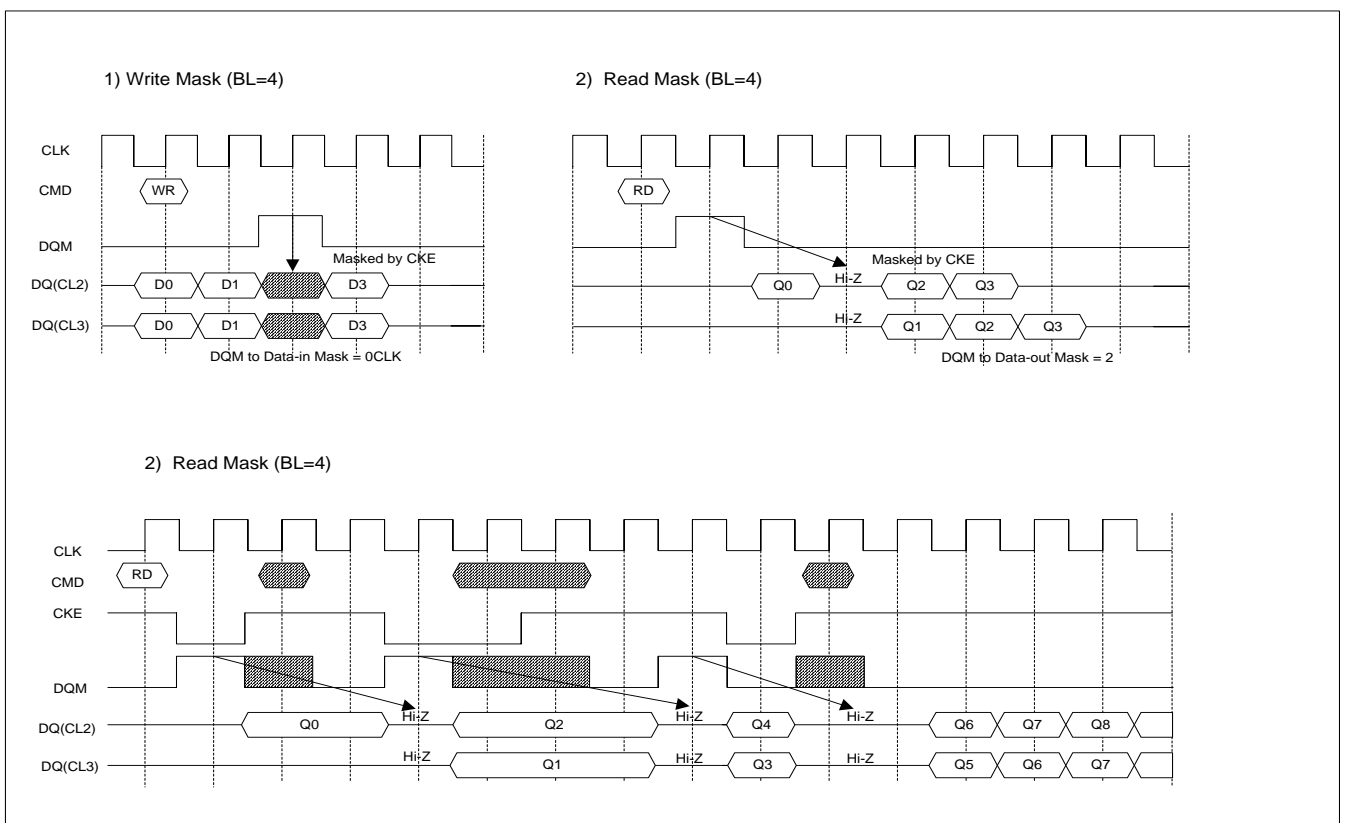 1) Write Mask (BL=4)
CLK
CMD WR
DQM
Masked by CKE
DQ(CL2) D0 D1 D3
DQ(CL3) D0 D1 D3
DQM to Data-in Mask = 0CLK
2) Read Mask (BL=4)
RD
Masked by CKE
Q0 Hi-Z Q2 Q3
Hi-Z Q1 Q2 Q3
DQM to Data-out Mask = 2
2) Read Mask (BL=4)
CLK
CMD RD
CKE
DQM
DQ(CL2) Q0 Hi-Z Q2 Hi-Z Q4 Hi-Z Q6 Q7 Q8
DQ(CL3) Hi-Z Q1 Hi-Z Q3 Hi-Z Q5 Q6 Q7